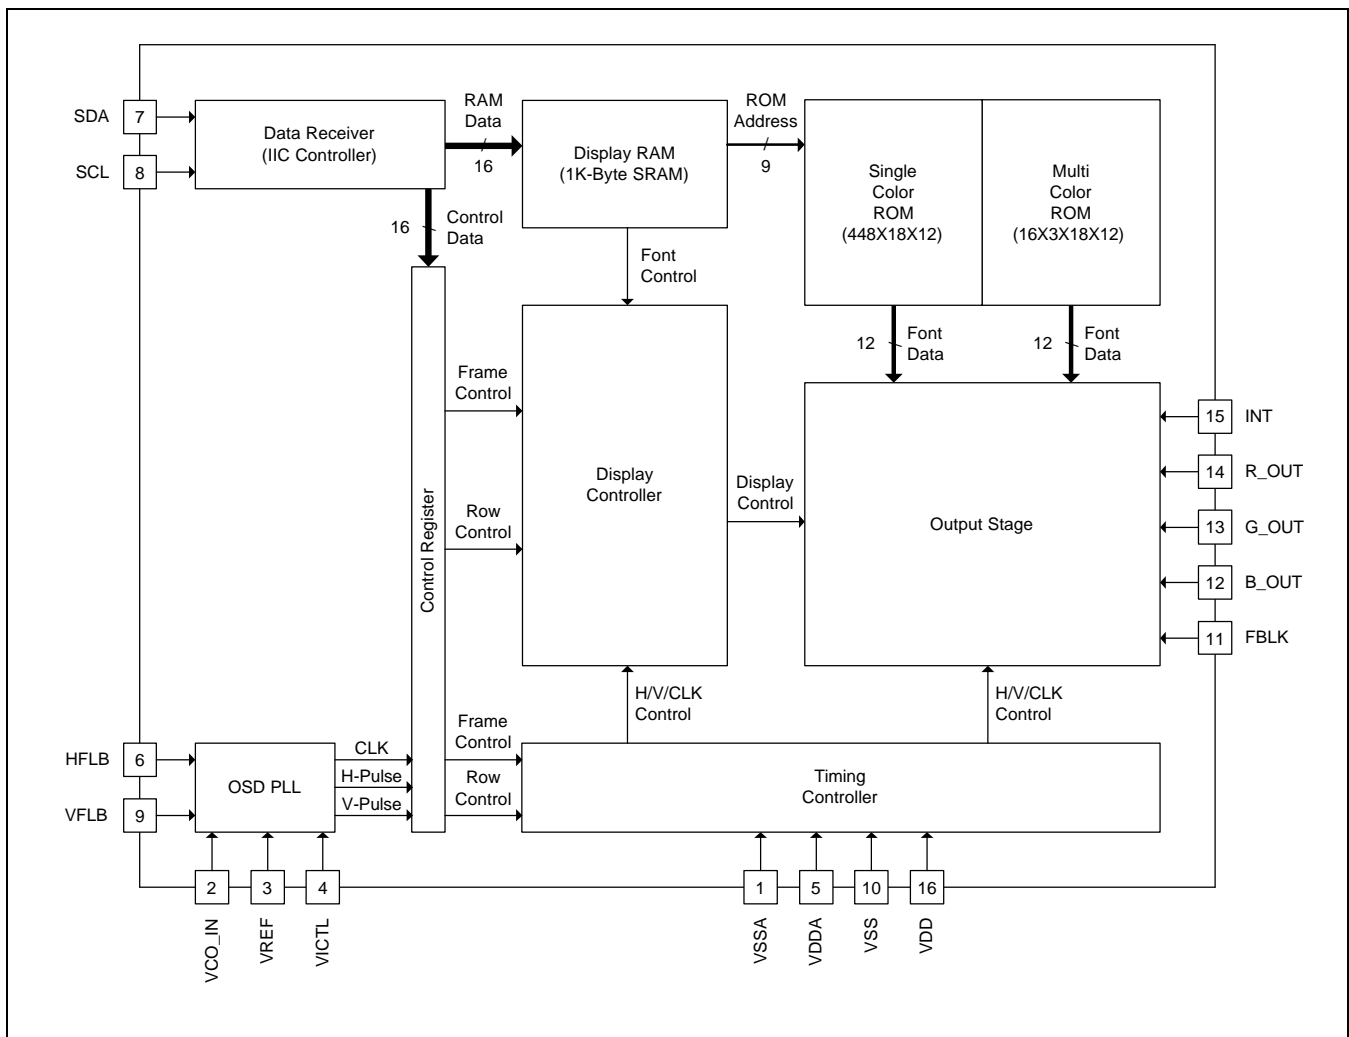 SDA
7
SCL
8
Data Receiver
(IIC Controller)
RAM
Data
16
Display RAM
(1K-Byte SRAM)
ROM
Address
9
Single
Color
ROM
(448X18X12)
Multi
Color
ROM
(16X3X18X12)
16
Control
Data
Font
Control
12
Font
Data
12
Font
Data
Control Register
Frame
Control
Row
Control
Display
Controller
Display
Control
Output Stage
15
INT
14
R_OUT
13
G_OUT
12
B_OUT
11
FBLK
H/V/CLK
Control
H/V/CLK
Control
HFLB
6
VFLB
9
OSD PLL
CLK
H-Pulse
V-Pulse
Frame
Control
Row
Control
Timing
Controller
2
3
4
1
5
10
16
VCO_IN
VREF
VICTL
VSSA
VDDA
VSS
VDD